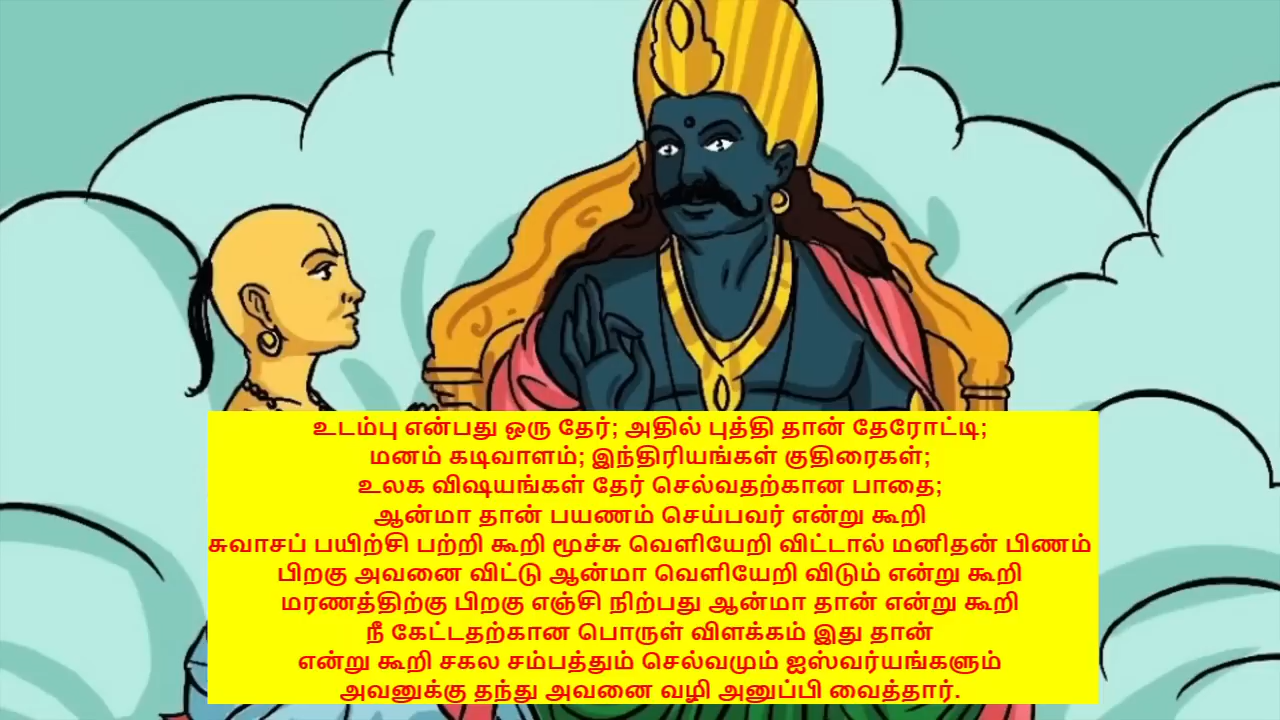 உடம்பு என்பது ஒரு தேர்; அதில் புத்தி தான் தேரோட்டி;
மனம் கடிவாளம்; இந்திரியங்கள் குதிரைகள்;
உலக விஷயங்கள் தேர் செல்வதற்கான பாதை;
ஆன்மா தான் பயணம் செய்பவர் என்று கூறி
சுவாசப் பயிற்சி பற்றி கூறி மூச்சு வெளியேறி விட்டால் மனிதன் பிணம்
பிறகு அவனை விட்டு ஆன்மா வெளியேறி விடும் என்று கூறி
மரணத்திற்கு பிறகு எஞ்சி நிற்பது ஆன்மா தான் என்று கூறி
நீ கேட்டதற்கான பொருள் விளக்கம் இது தான்
என்று கூறி சகல சம்பத்தும் செல்வமும் ஐஸ்வர்யங்களும்
அவனுக்கு தந்து அவனை வழி அனுப்பி வைத்தார்.